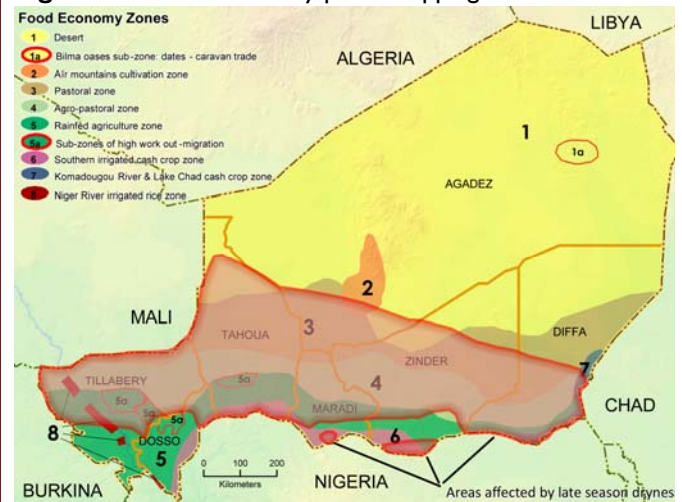 Food Economy Zones
1 Desert
1a Bilma oases sub-zone: dates - caravan trade
2 Air mountains cultivation zone
3 Pastoral zone
4 Agro-pastoral zone
5 Rainfed agriculture zone
5a Sub-zones of high work out-migration
6 Southern irrigated cash crop zone
7 Komadougou River & Lake Chad cash crop zone
8 Niger River irrigated rice zone
LIBYA
ALGERIA
1
1a
AGADEZ
2
MALI
3
TAHOUA
DIFFA
ZINDER
7
4
TILLABERY
5a
5a
MARADI
CHAD
5a
5a
8
DOSSO
6
5
0 100 200
Kilometers
NIGERIA
BURKINA
Areas affected by late season drynes